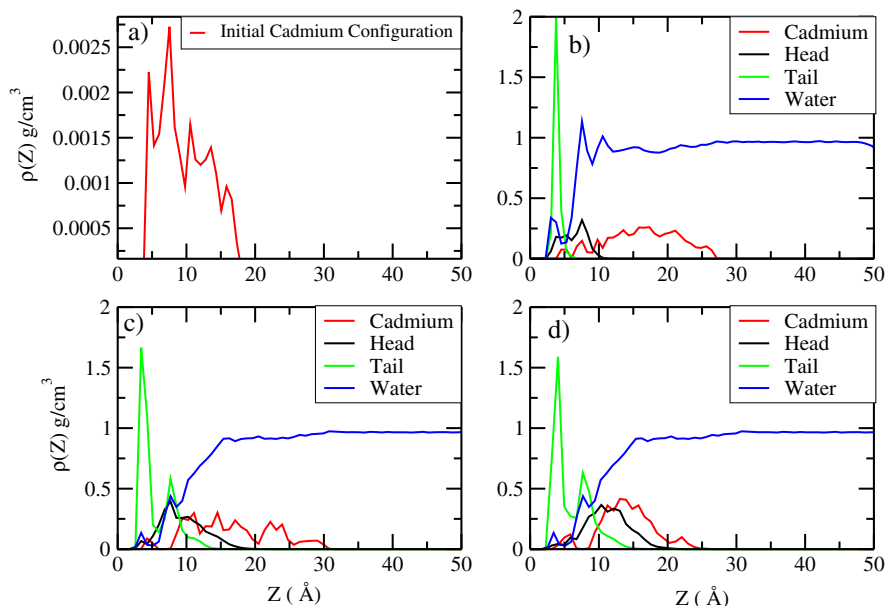 a)
Initial Cadmium Configuration
ρ(Z) g/cm³
0.0025
0.002
0.0015
0.001
0.0005
0 10 20 30 40 50
b)
Cadmium
Head
Tail
Water
2
1.5
1
0.5
0
0 10 20 30 40 50
c)
Cadmium
Head
Tail
Water
ρ(Z) g/cm³
2
1.5
1
0.5
0
0 10 20 30 40 50
Z ( Å)
d)
Cadmium
Head
Tail
Water
2
1.5
1
0.5
0
0 10 20 30 40 50
Z ( Å)